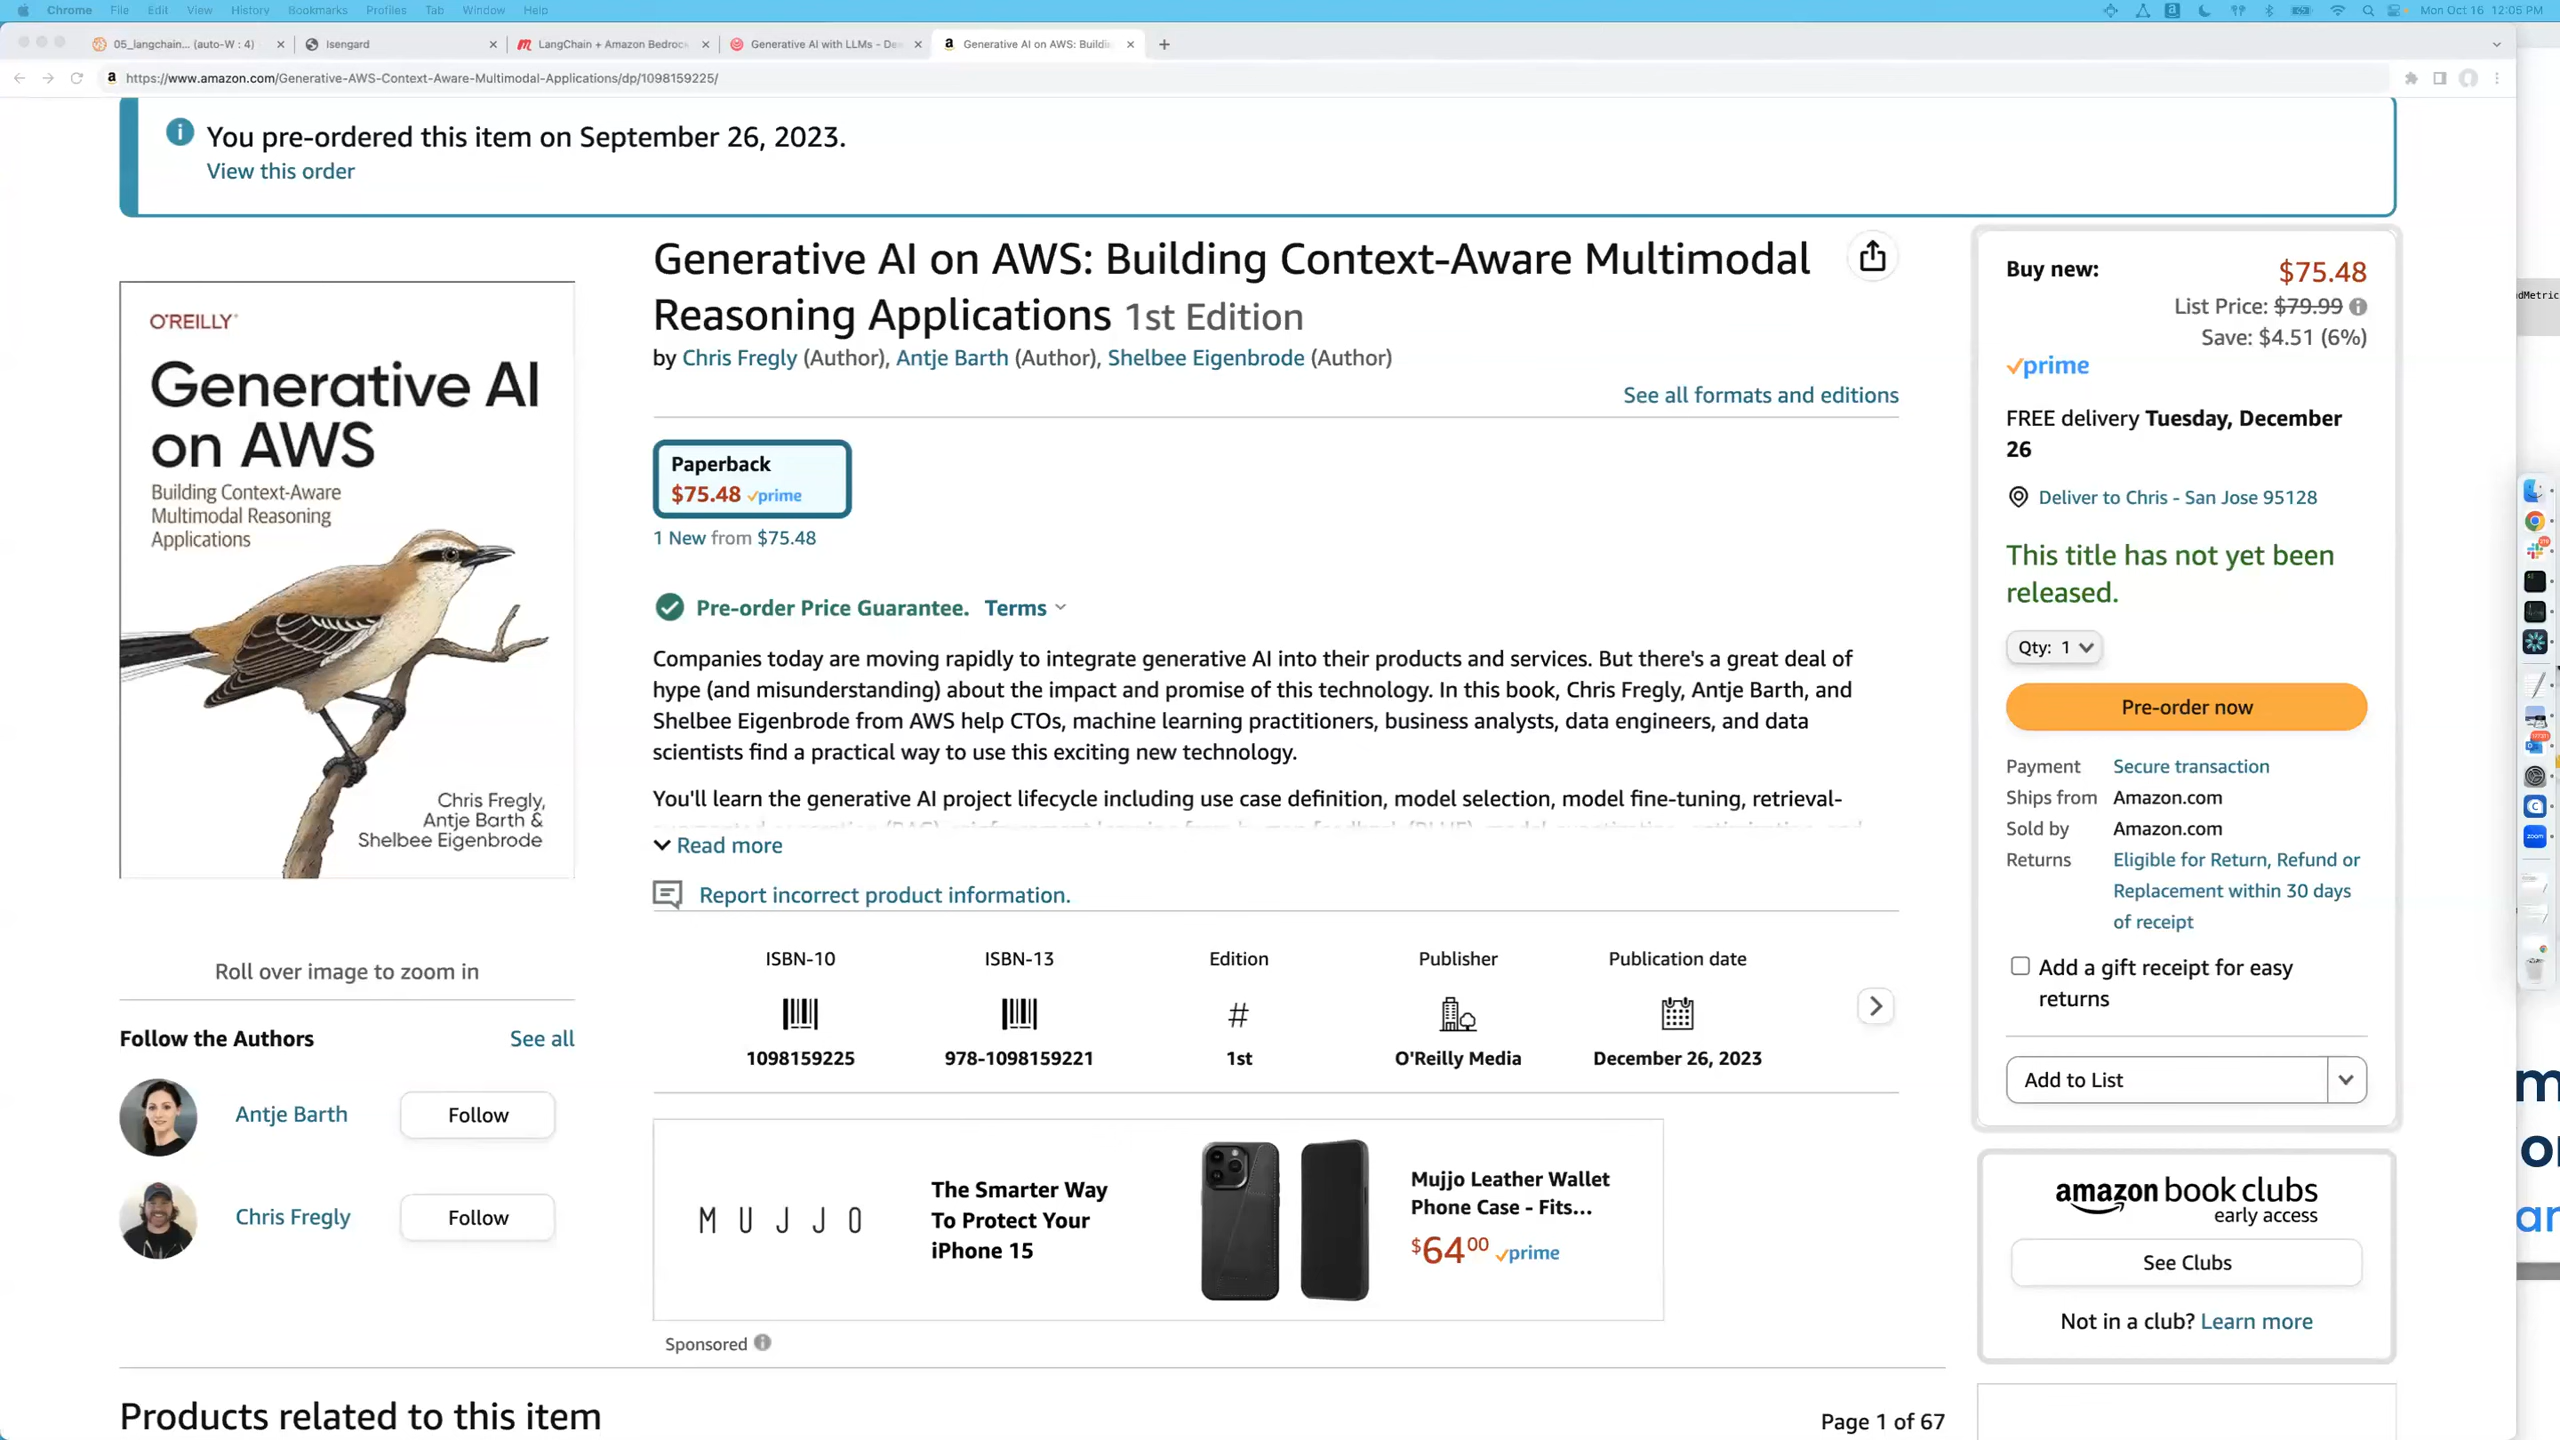 Chrome File Edit View History Bookmarks Profiles Tab Window Help
Mon Oct 16 12:05 PM
05_langchain... (auto-W : 4)
Isengard
LangChain + Amazon Bedrock
Generative AI with LLMs - De
Generative AI on AWS: Buildi
https://www.amazon.com/Generative-AWS-Context-Aware-Multimodal-Applications/dp/1098159225/
You pre-ordered this item on September 26, 2023.
View this order
O'REILLY®
Generative AI
on AWS
Building Context-Aware
Multimodal Reasoning
Applications
Chris Fregly,
Antje Barth &
Shelbee Eigenbrode
Roll over image to zoom in
Follow the Authors
See all
Antje Barth
Follow
Chris Fregly
Follow
Generative AI on AWS: Building Context-Aware Multimodal
Reasoning Applications 1st Edition
by Chris Fregly (Author), Antje Barth (Author), Shelbee Eigenbrode (Author)
See all formats and editions
Paperback
$75.48 prime
1 New from $75.48
Pre-order Price Guarantee. Terms
Companies today are moving rapidly to integrate generative AI into their products and services. But there's a great deal of
hype (and misunderstanding) about the impact and promise of this technology. In this book, Chris Fregly, Antje Barth, and
Shelbee Eigenbrode from AWS help CTOs, machine learning practitioners, business analysts, data engineers, and data
scientists find a practical way to use this exciting new technology.
You'll learn the generative AI project lifecycle including use case definition, model selection, model fine-tuning, retrieval-
Read more
Report incorrect product information.
ISBN-10
1098159225
ISBN-13
978-1098159221
Edition
#
1st
Publisher
O'Reilly Media
Publication date
December 26, 2023
MUJJO
The Smarter Way
To Protect Your
iPhone 15
Mujjo Leather Wallet
Phone Case - Fits...
$64 00 prime
Sponsored
Products related to this item
Page 1 of 67
Buy new:
$75.48
List Price: $79.99
Save: $4.51 (6%)
prime
FREE delivery Tuesday, December
26
Deliver to Chris - San Jose 95128
This title has not yet been
released.
Qty: 1
Pre-order now
Payment Secure transaction
Ships from Amazon.com
Sold by Amazon.com
Returns Eligible for Return, Refund or
Replacement within 30 days
of receipt
Add a gift receipt for easy
returns
Add to List
amazon book clubs
early access
See Clubs
Not in a club? Learn more